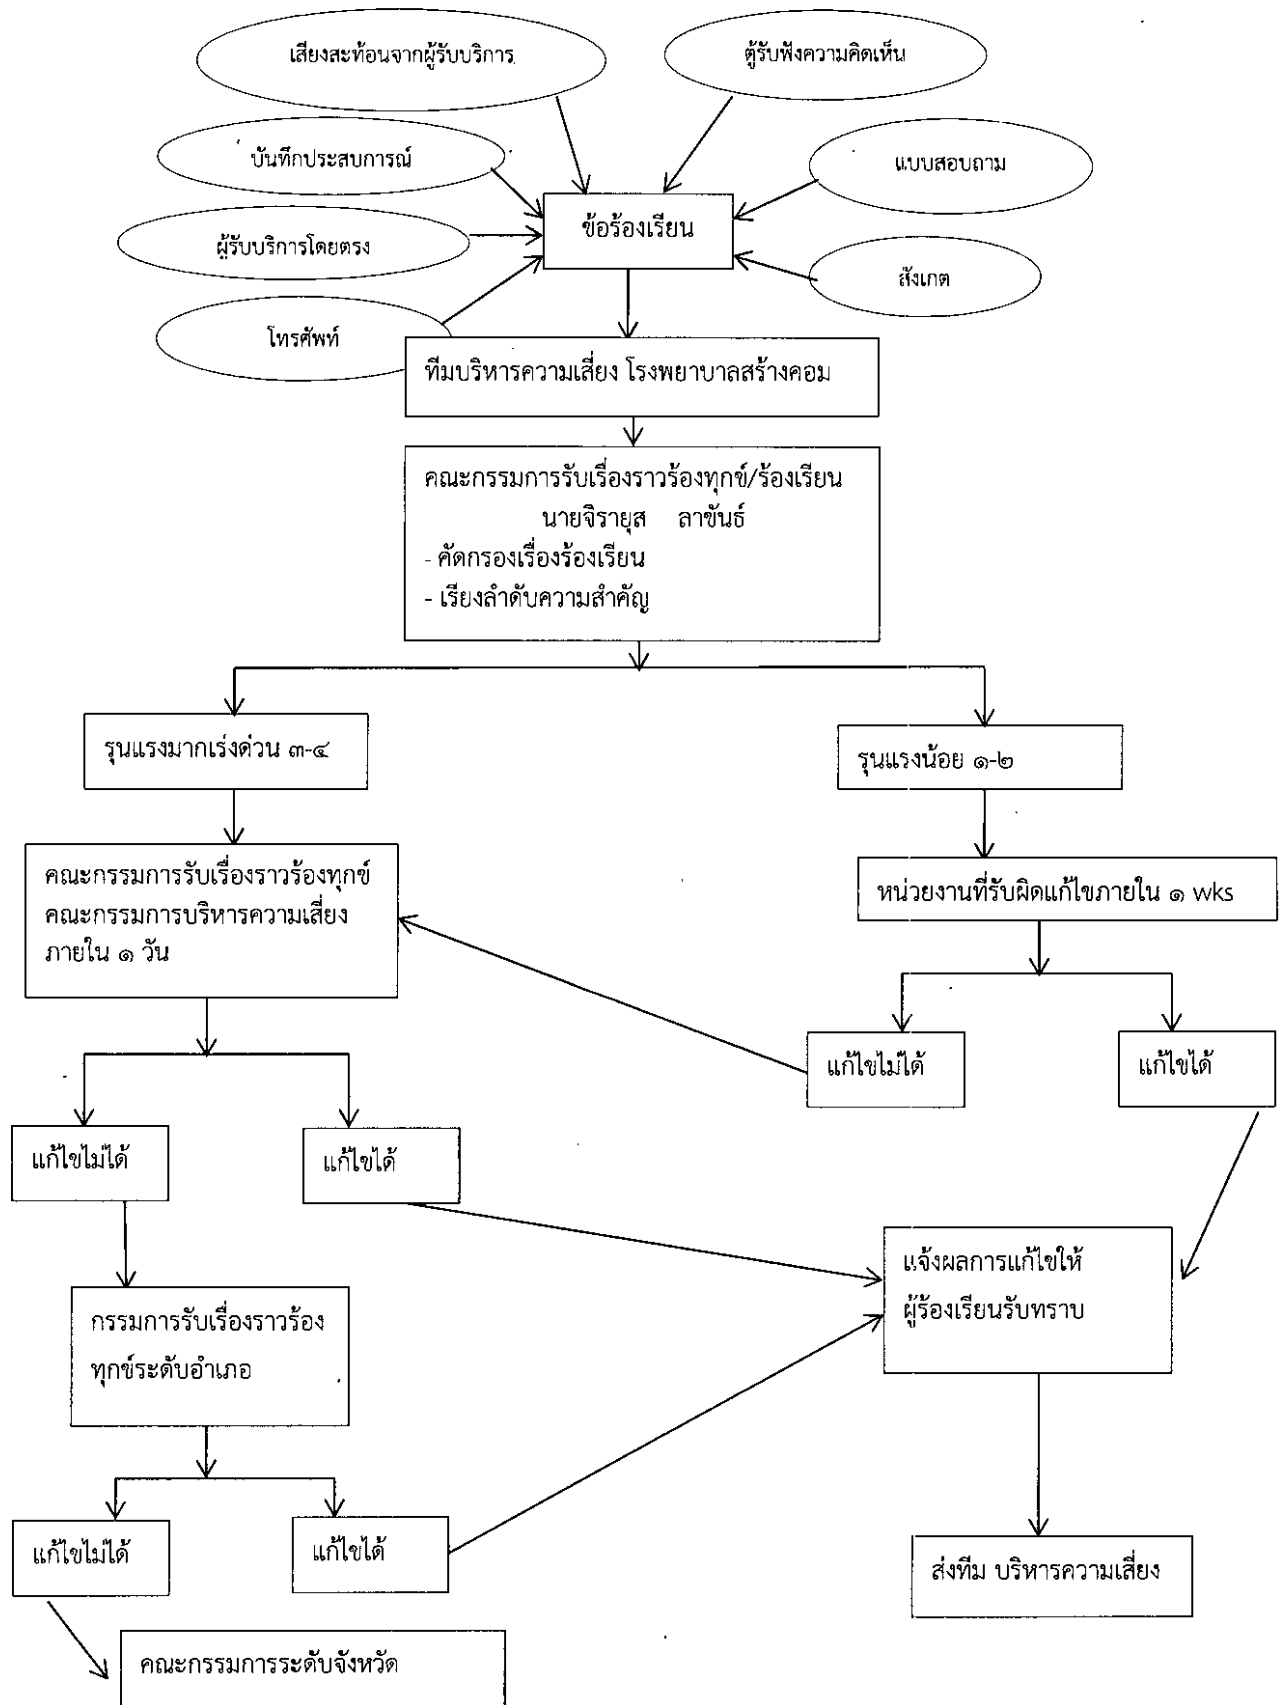 เสียงสะท้อนจากผู้รับบริการ
ตู้รับฟังความคิดเห็น
บันทึกประสบการณ์
แบบสอบถาม
ข้อร้องเรียน
ผู้รับบริการโดยตรง
สังเกต
โทรศัพท์
ทีมบริหารความเสี่ยง โรงพยาบาลสร้างคอม
คณะกรรมการรับเรื่องราวร้องทุกข์/ร้องเรียน
นายจิรายุส ลาขันธ์
- คัดกรองเรื่องร้องเรียน
- เรียงลำดับความสำคัญ
รุนแรงมากเร่งด่วน ๓-๔
รุนแรงน้อย ๑-๒
คณะกรรมการรับเรื่องราวร้องทุกข์
คณะกรรมการบริหารความเสี่ยง
ภายใน ๑ วัน
หน่วยงานที่รับผิดแก้ไขภายใน ๑ wks
แก้ไขไม่ได้
แก้ไขได้
แก้ไขไม่ได้
แก้ไขได้
แจ้งผลการแก้ไขให้
ผู้ร้องเรียนรับทราบ
กรรมการรับเรื่องราวร้อง
ทุกข์ระดับอำเภอ
แก้ไขไม่ได้
แก้ไขได้
ส่งทีม บริหารความเสี่ยง
คณะกรรมการระดับจังหวัด